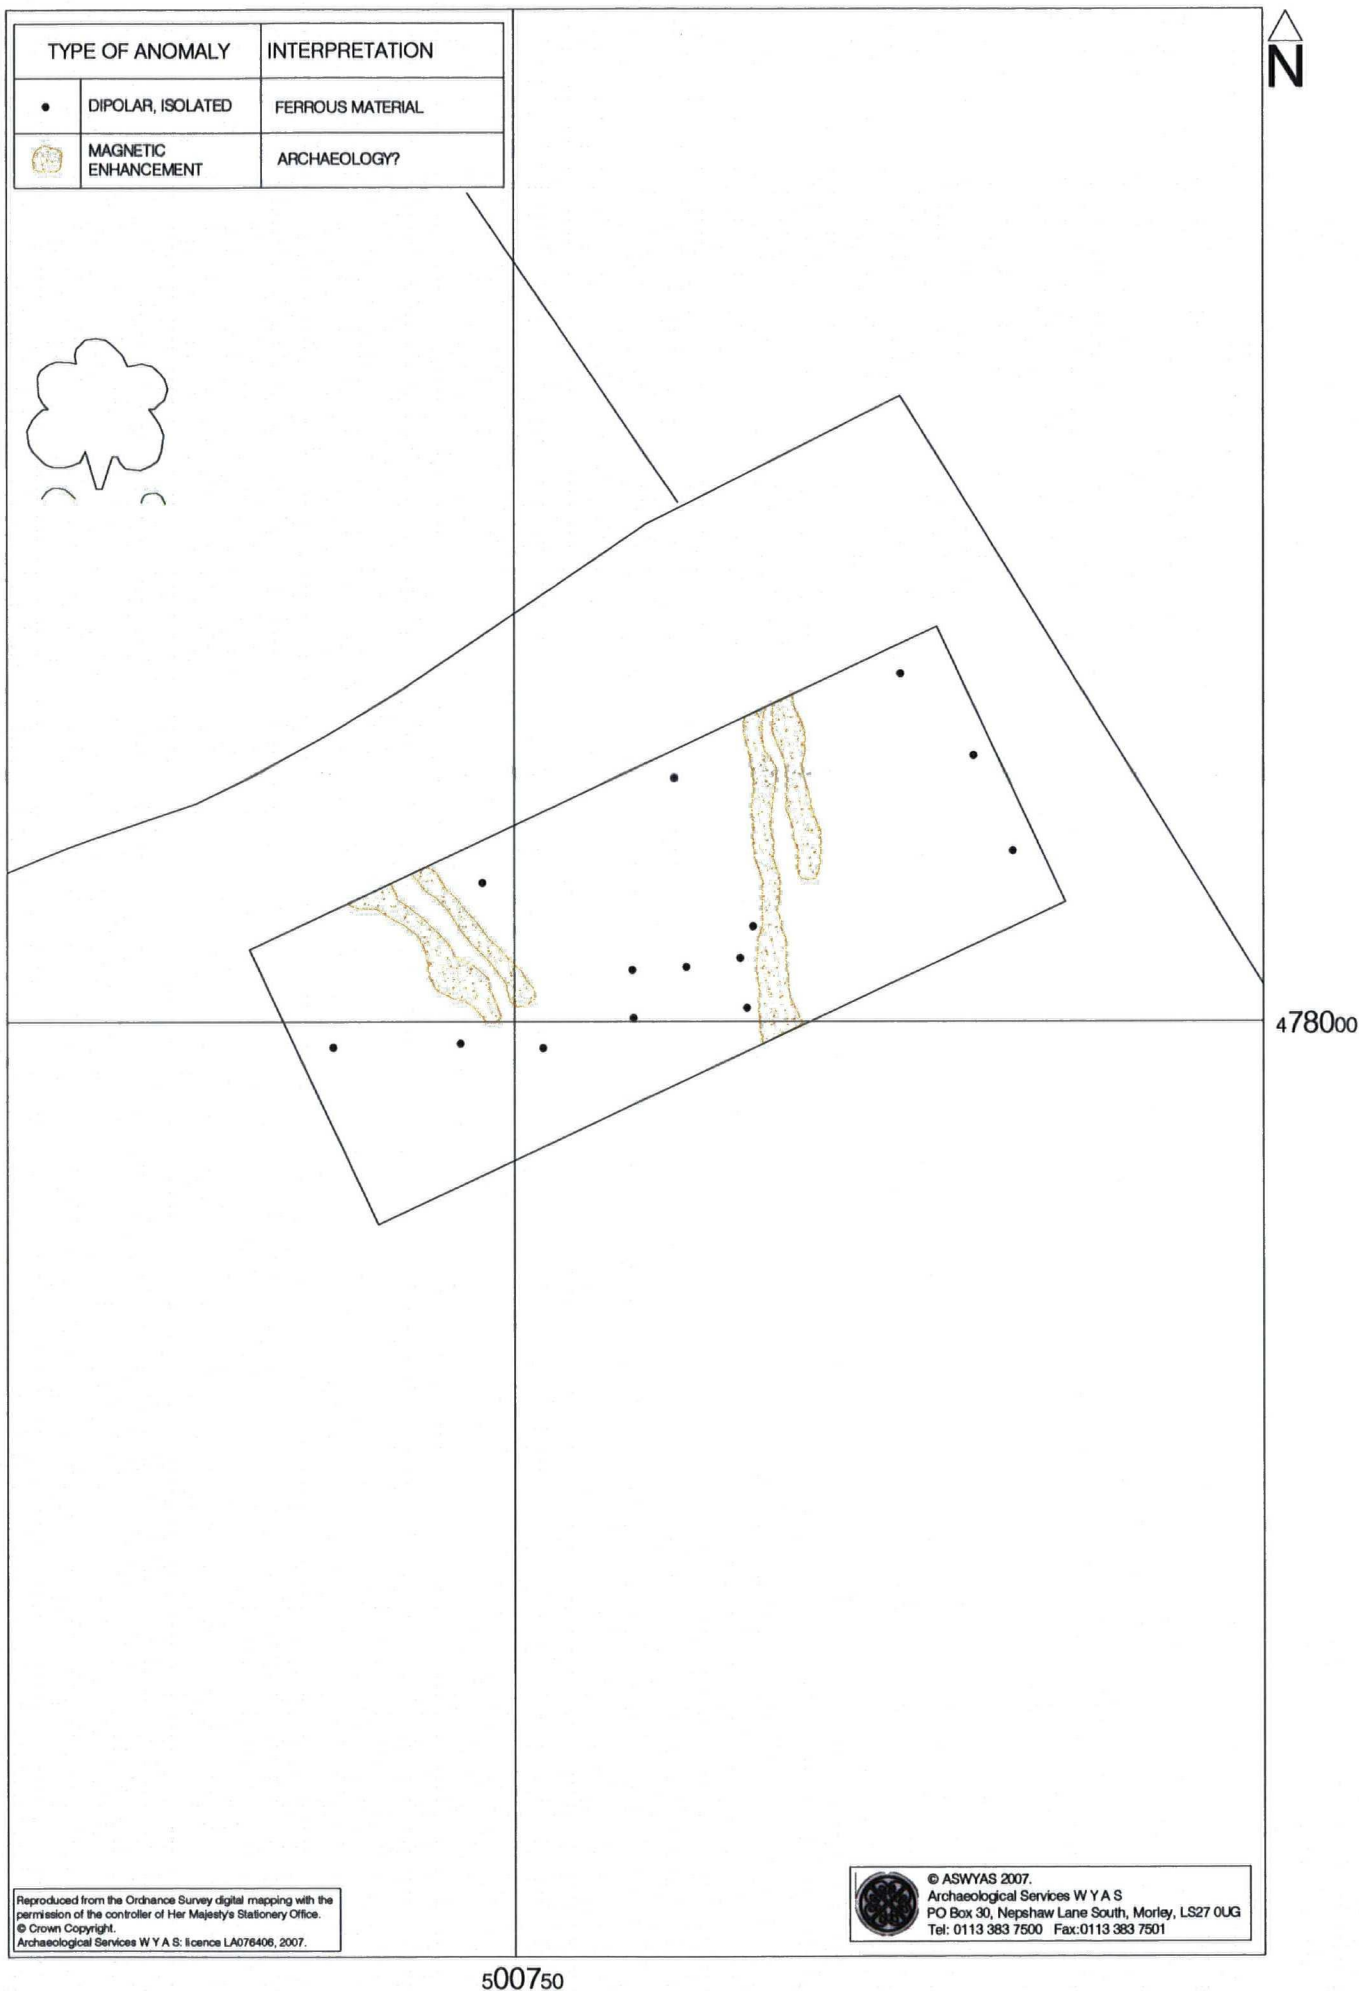 TYPE OF ANOMALY INTERPRETATION
DIPOLAR, ISOLATED FERROUS MATERIAL
MAGNETIC
ENHANCEMENT
ARCHAEOLOGY?
N
478000
Reproduced from the Ordnance Survey digital mapping with the
permission of the controller of Her Majesty's Stationery Office.
© Crown Copyright.
Archaeological Services W Y A S: licence LA076406, 2007.
© ASWYAS 2007.
Archaeological Services W Y A S
PO Box 30, Nepshaw Lane South, Morley, LS27 0UG
Tel: 0113 383 7500 Fax:0113 383 7501
500750